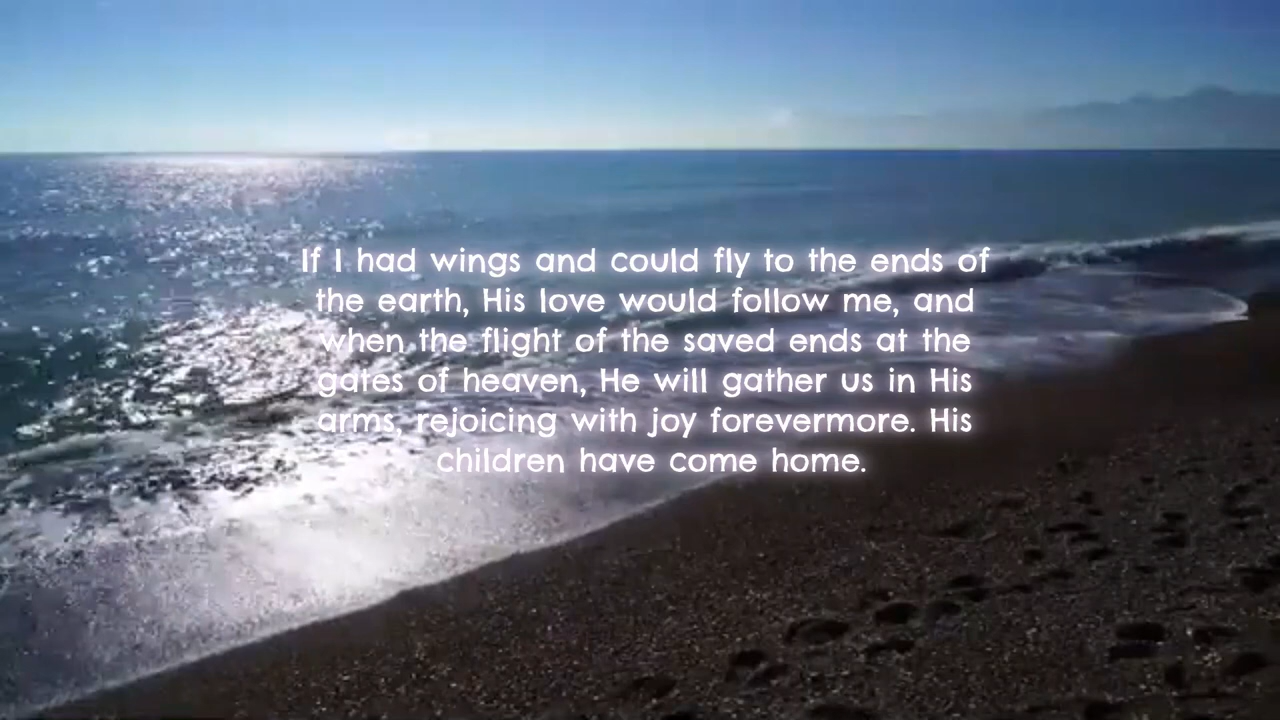 If I had wings and could fly to the ends of
the earth, His love would follow me, and
when the flight of the saved ends at the
gates of heaven, He will gather us in His
arms, rejoicing with joy forevermore. His
children have come home.